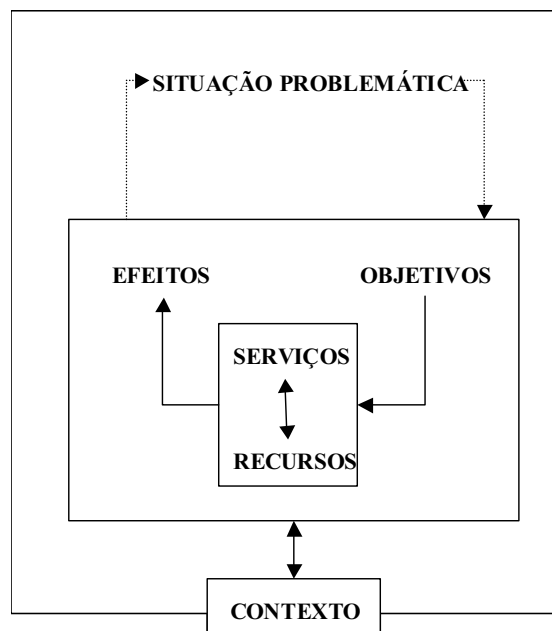 SITUAÇÃO PROBLEMÁTICA
EFEITOS OBJETIVOS
SERVIÇOS
RECURSOS
CONTEXTO